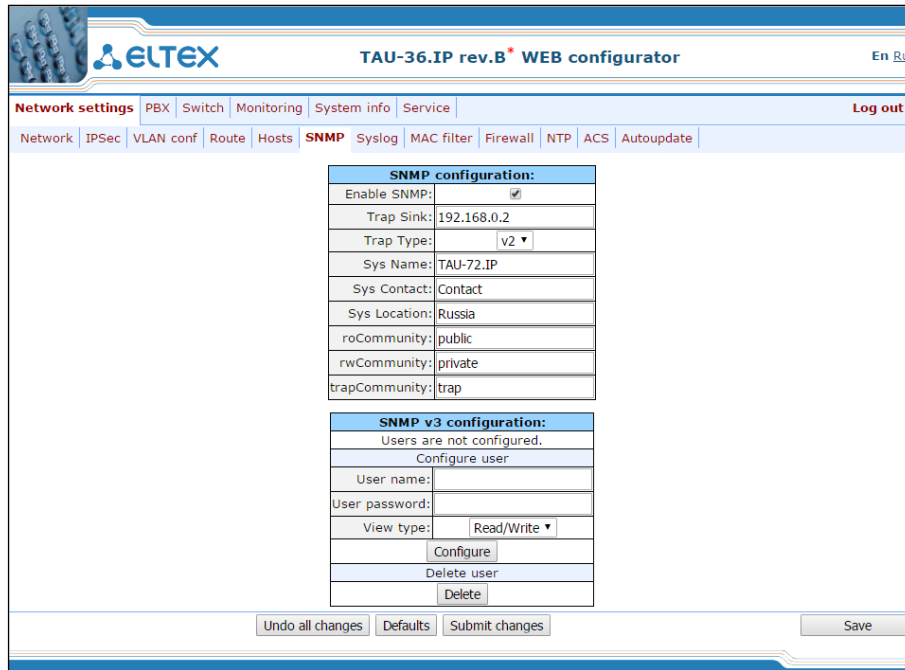 ELTEX
TAU-36.IP rev.B* WEB configurator
En Ru
Network settings PBX Switch Monitoring System info Service Log out
Network IPSec VLAN conf Route Hosts SNMP Syslog MAC filter Firewall NTP ACS Autoupdate
SNMP configuration:
Enable SNMP:
Trap Sink: 192.168.0.2
Trap Type: v2
Sys Name: TAU-72.IP
Sys Contact: Contact
Sys Location: Russia
roCommunity: public
rwCommunity: private
trapCommunity: trap
SNMP v3 configuration:
Users are not configured.
Configure user
User name:
User password:
View type: Read/Write
Configure
Delete user
Delete
Undo all changes Defaults Submit changes Save